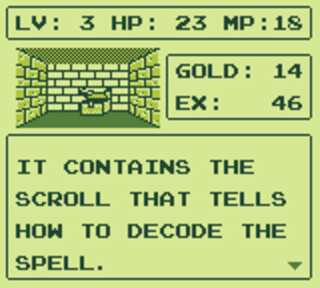 LV: 3 HP: 23 MP:18
GOLD: 14
EX: 46
IT CONTAINS THE
SCROLL THAT TELLS
HOW TO DECODE THE
SPELL.